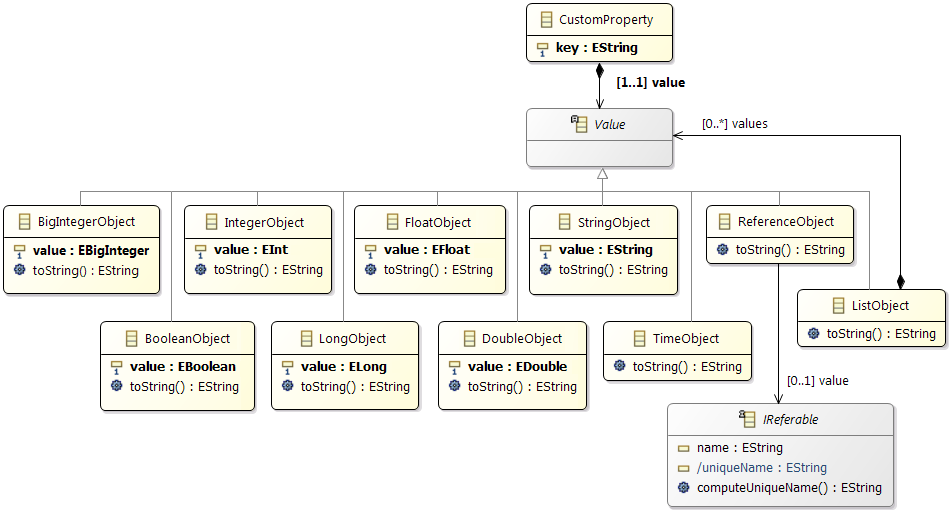 CustomProperty
key : EString
[1..1] value
Value
[0..*] values
BigIntegerObject
value : EBigInteger
toString() : EString
IntegerObject
value : EInt
toString() : EString
FloatObject
value : EFloat
toString() : EString
StringObject
value : EString
toString() : EString
ReferenceObject
toString() : EString
ListObject
toString() : EString
BooleanObject
value : EBoolean
toString() : EString
LongObject
value : ELong
toString() : EString
DoubleObject
value : EDouble
toString() : EString
TimeObject
toString() : EString
[0..1] value
IReferable
name : EString
/uniqueName : EString
computeUniqueName() : EString